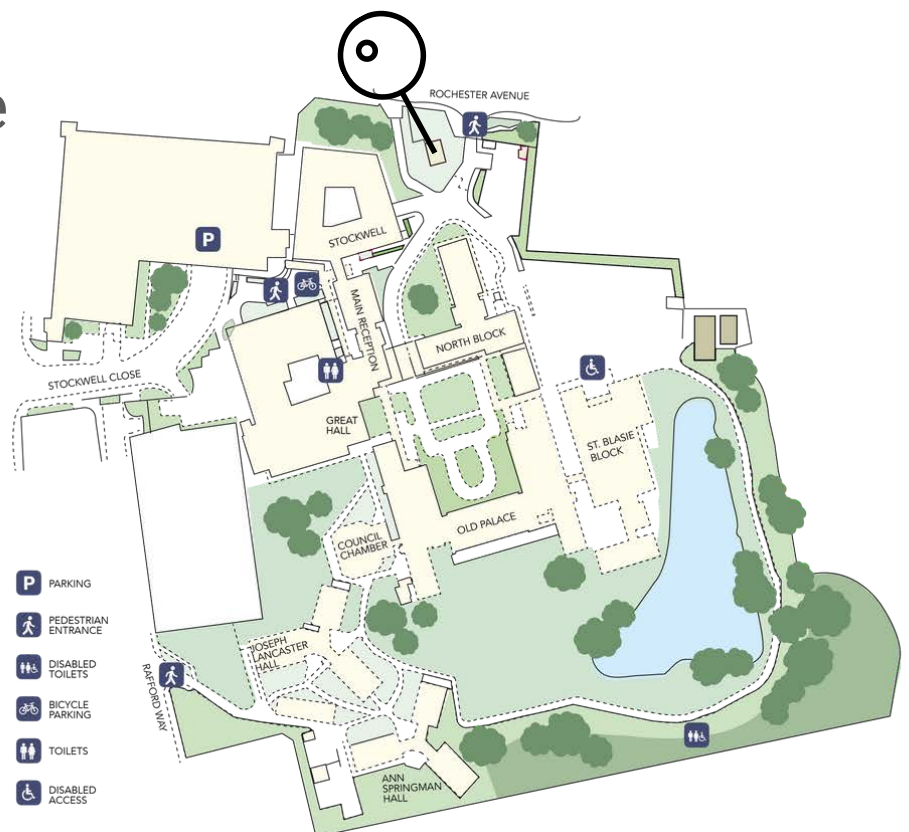 e
ROCHESTER AVENUE
P
STOCKWELL
MAIN RECEPTION
NORTH BLOCK
STOCKWELL CLOSE
GREAT
HALL
ST. BLASIE
BLOCK
OLD PALACE
COUNCIL
CHAMBER
JOSEPH
LANCASTER
HALL
RAFFORD WAY
ANN
SPRINGMAN
HALL
P PARKING
PEDESTRIAN
ENTRANCE
DISABLED
TOILETS
BICYCLE
PARKING
TOILETS
DISABLED
ACCESS